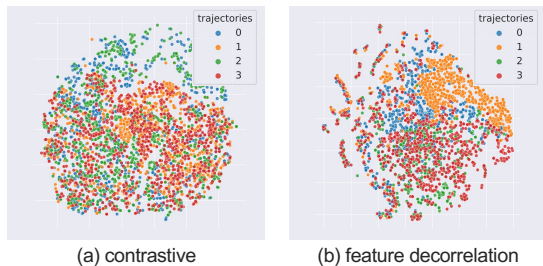 trajectories
0
1
2
3
(a) contrastive
trajectories
0
1
2
3
(b) feature decorrelation